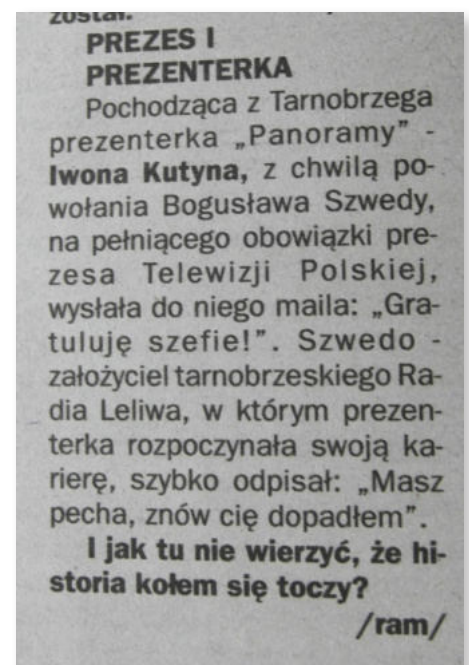 został.
PREZES I
PREZENTERKA
Pochodząca z Tarnobrzega
prezenterka „Panoramy” -
Iwona Kutyna, z chwilą po-
wołania Bogusława Szwedy,
na pełniącego obowiązki pre-
zesa Telewizji Polskiej,
wysłała do niego maila: „Gra-
tuluję szefie!”. Szwedo -
założyciel tarnobrzeskiego Ra-
dia Leliwa, w którym prezen-
terka rozpoczynała swoją ka-
rierę, szybko odpisał: „Masz
pecha, znów cię dopadłem”.
I jak tu nie wierzyć, że hi-
storia kołem się toczy?
/ram/